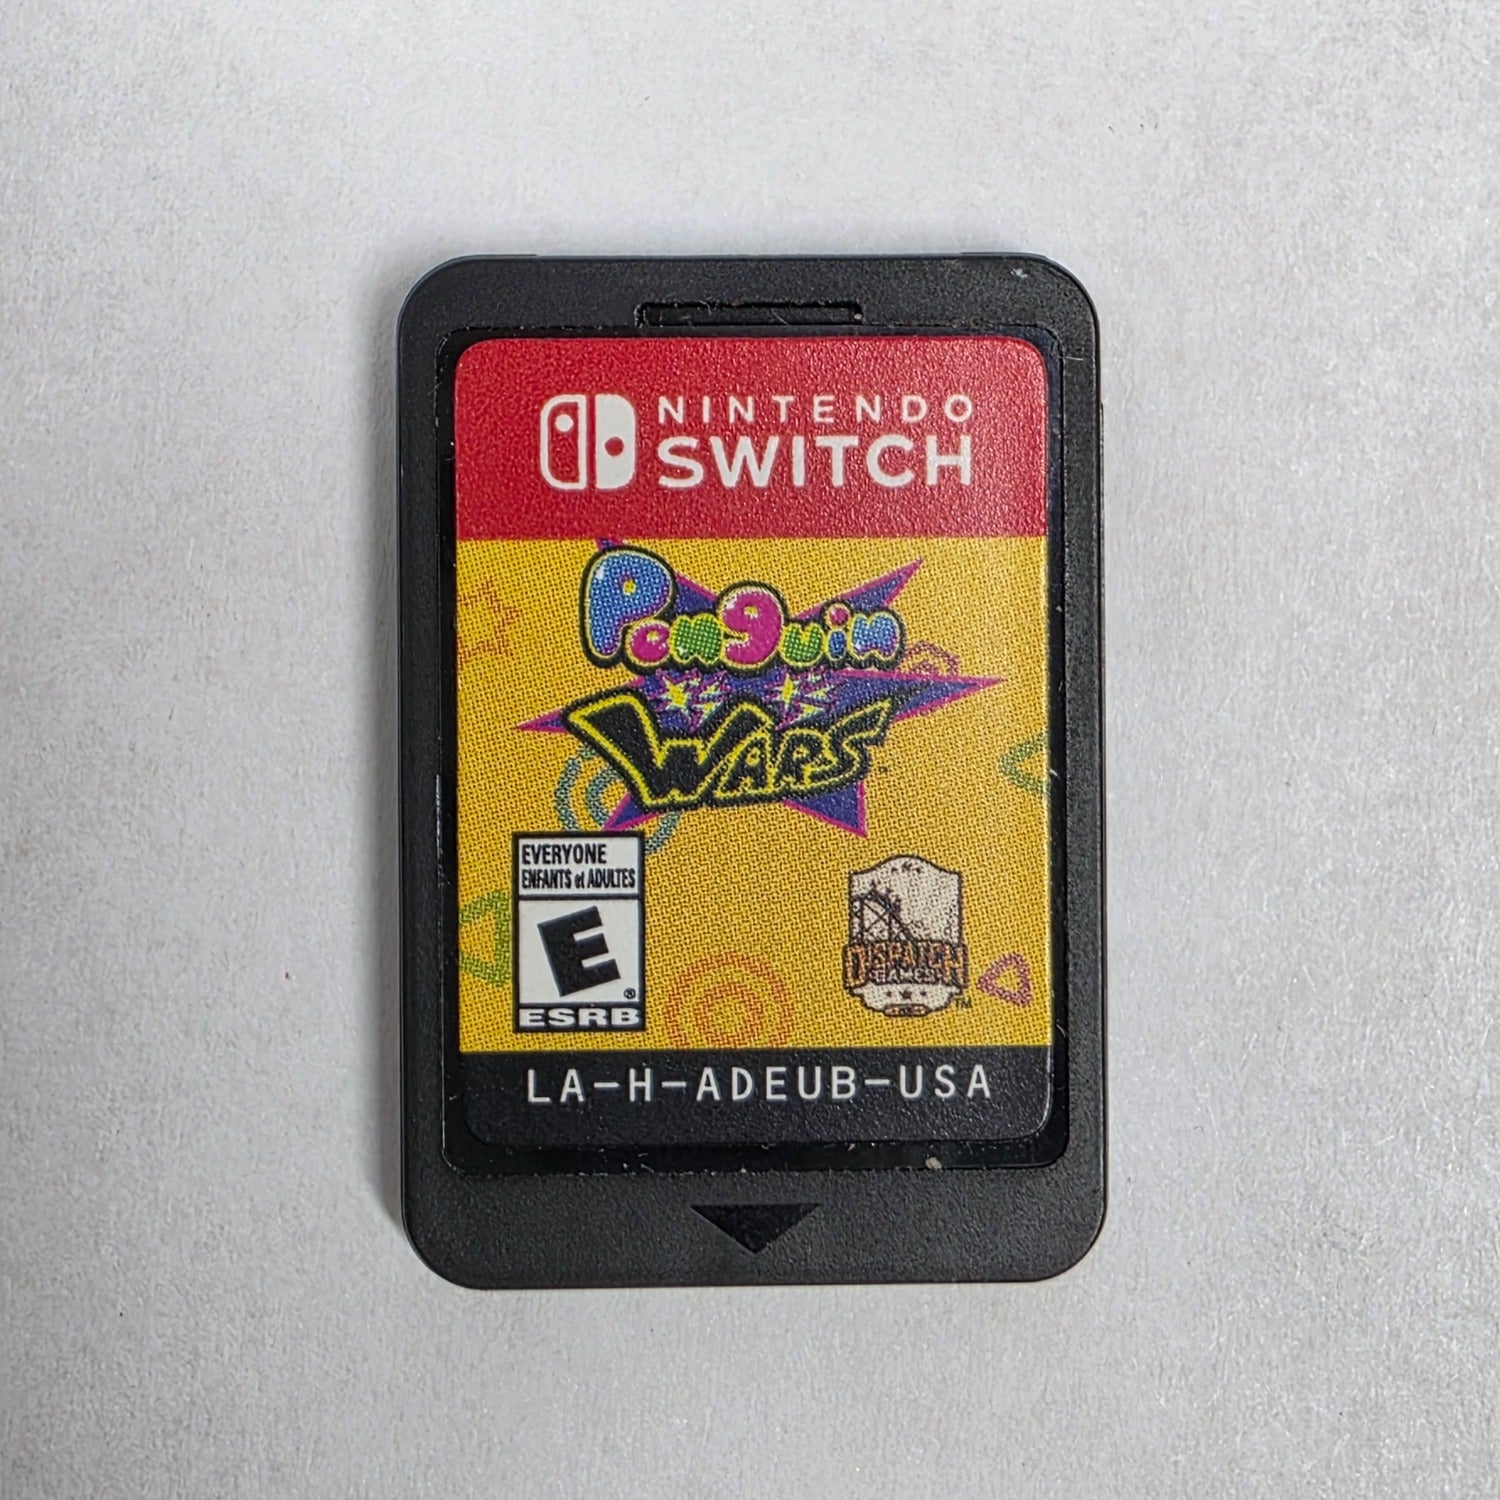 NINTENDO
SWITCH
Penguin
WARS
EVERYONE
ENFANTS et ADULTES
E
ESRB
DISPATCH
GAMES
LA-H-ADEUB-USA